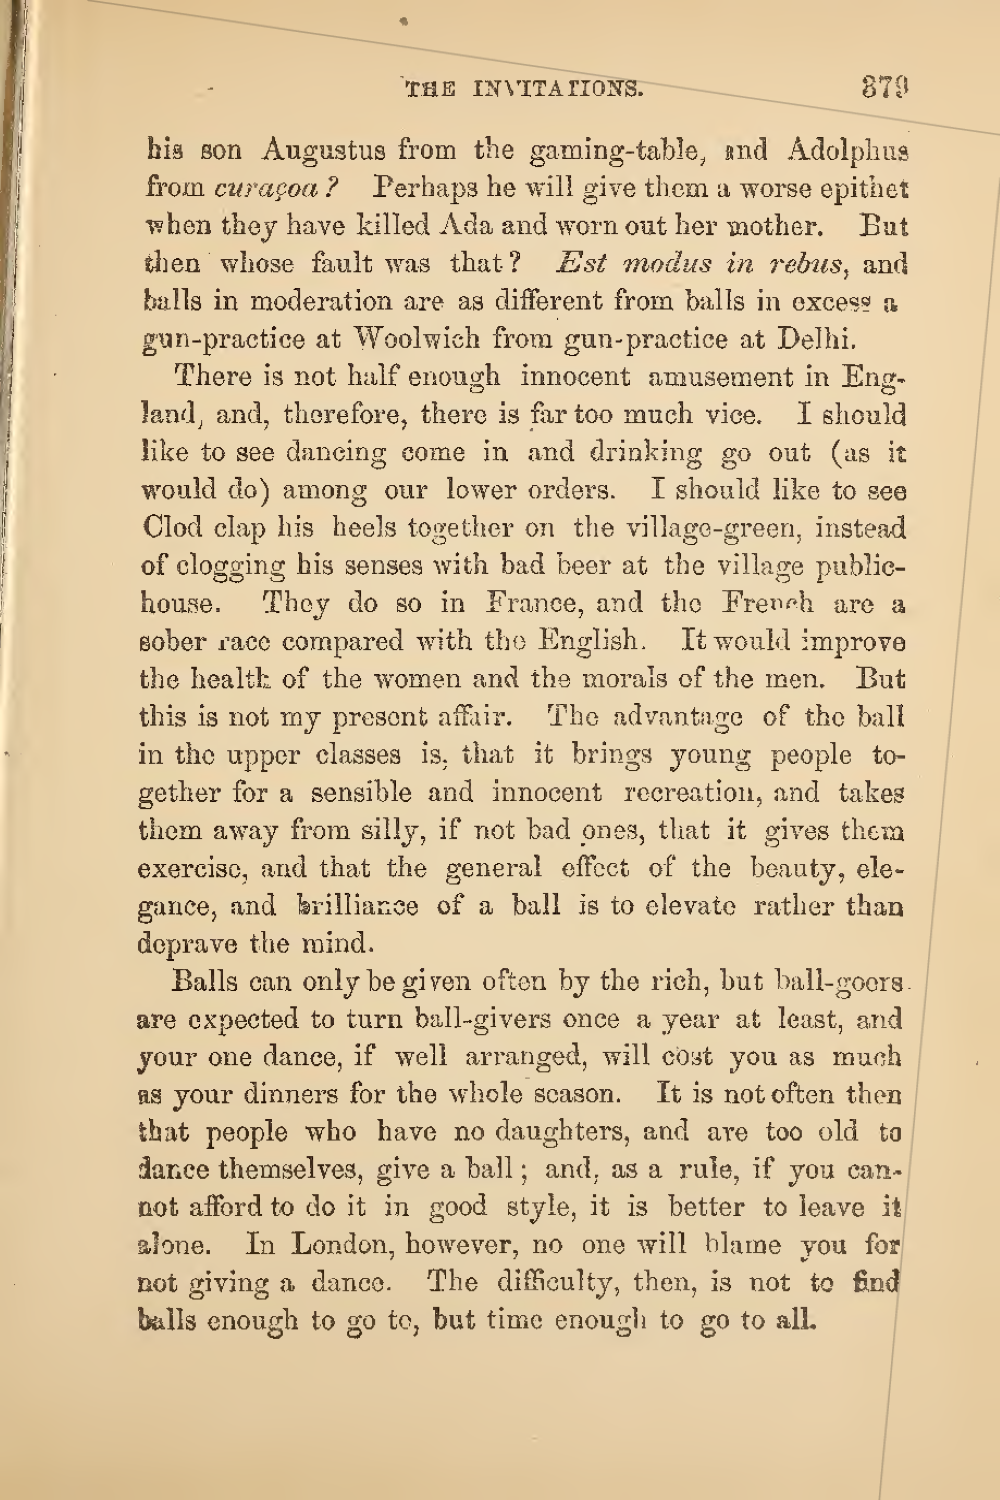 THE INVITATIONS. 379
his son Augustus from the gaming-table, and Adolphus
from curaçoa? Perhaps he will give them a worse epithet
when they have killed Ada and worn out her mother. But
then whose fault was that? Est modus in rebus, and
balls in moderation are as different from balls in excess a
gun-practice at Woolwich from gun-practice at Delhi.
There is not half enough innocent amusement in Eng-
land, and, therefore, there is far too much vice. I should
like to see dancing come in and drinking go out (as it
would do) among our lower orders. I should like to see
Clod clap his heels together on the village-green, instead
of clogging his senses with bad beer at the village public-
house. They do so in France, and the French are a
sober race compared with the English. It would improve
the health of the women and the morals of the men. But
this is not my present affair. The advantage of the ball
in the upper classes is, that it brings young people to-
gether for a sensible and innocent recreation, and takes
them away from silly, if not bad ones, that it gives them
exercise, and that the general effect of the beauty, ele-
gance, and brilliance of a ball is to elevate rather than
deprave the mind.
Balls can only be given often by the rich, but ball-goers
are expected to turn ball-givers once a year at least, and
your one dance, if well arranged, will cost you as much
as your dinners for the whole season. It is not often then
that people who have no daughters, and are too old to
dance themselves, give a ball; and, as a rule, if you can-
not afford to do it in good style, it is better to leave it
alone. In London, however, no one will blame you for
not giving a dance. The difficulty, then, is not to find
balls enough to go to, but time enough to go to all.